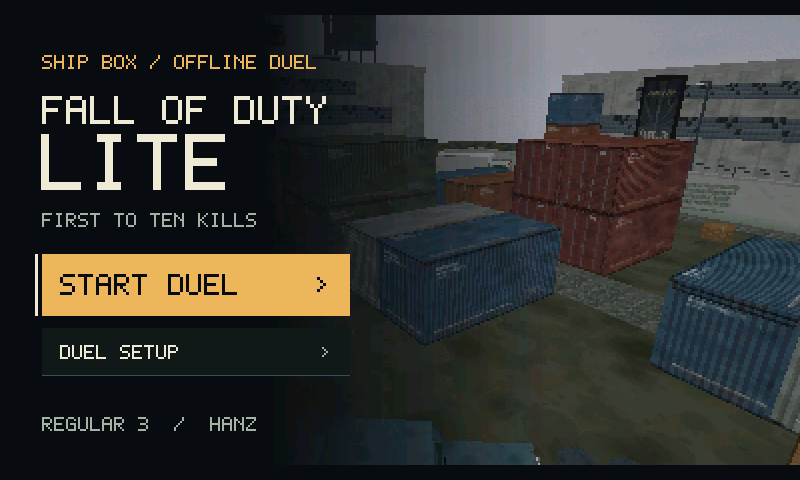 SHIP BOX / OFFLINE DUEL
FALL OF DUTY
LITE
FIRST TO TEN KILLS
START DUEL >
DUEL SETUP >
REGULAR 3 / HANZ